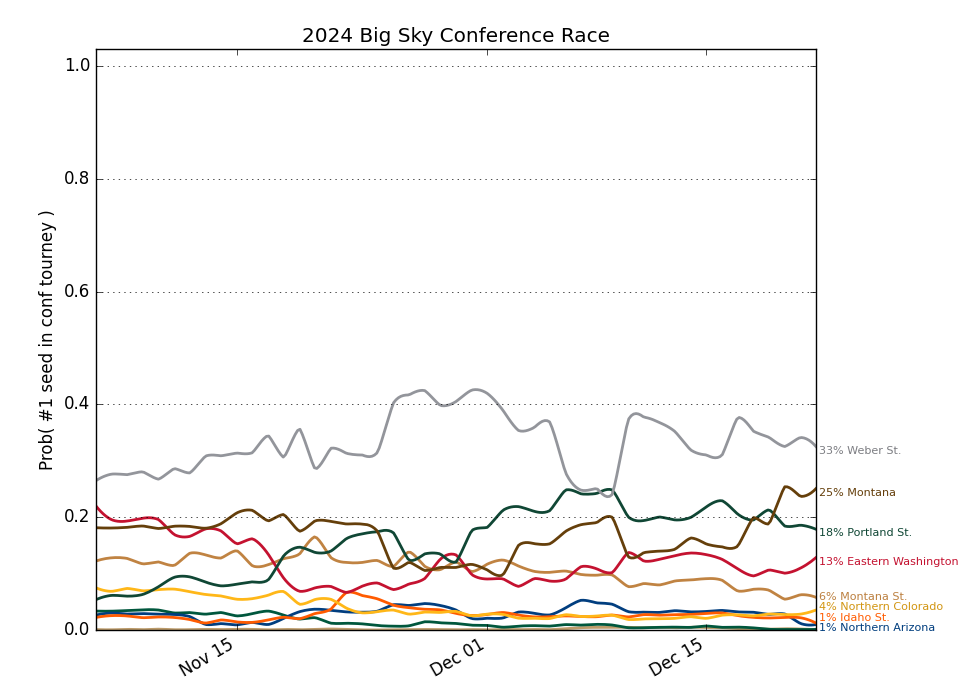 2024 Big Sky Conference Race
Prob( #1 seed in conf tourney )
1.0
0.8
0.6
0.4
0.2
0.0
Nov 15
Dec 01
Dec 15
33% Weber St.
25% Montana
18% Portland St.
13% Eastern Washington
6% Montana St.
4% Northern Colorado
1% Idaho St.
1% Northern Arizona